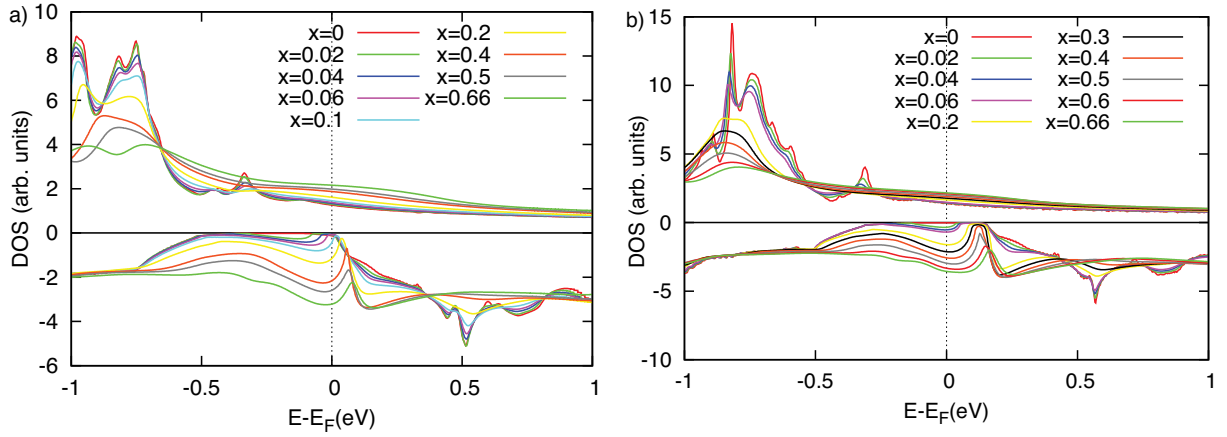 a)
DOS (arb. units)
10
8
6
4
2
0
-2
-4
-6
-1
-0.5
0
0.5
1
E-E_F(eV)
x=0
x=0.02
x=0.04
x=0.06
x=0.1
x=0.2
x=0.4
x=0.5
x=0.66
b)
DOS (arb. units)
15
10
5
0
-5
-10
-1
-0.5
0
0.5
1
E-E_F(eV)
x=0
x=0.02
x=0.04
x=0.06
x=0.2
x=0.3
x=0.4
x=0.5
x=0.6
x=0.66